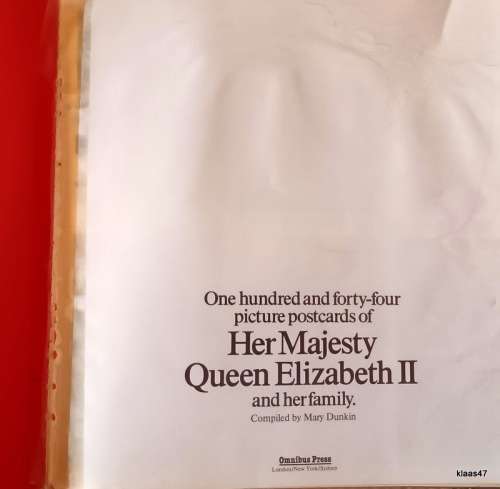 One hundred and forty-four
picture postcards of
Her Majesty
Queen Elizabeth II
and her family.
Compiled by Mary Dunkin
Omnibus Press
London/New York/Sydney
klaas47